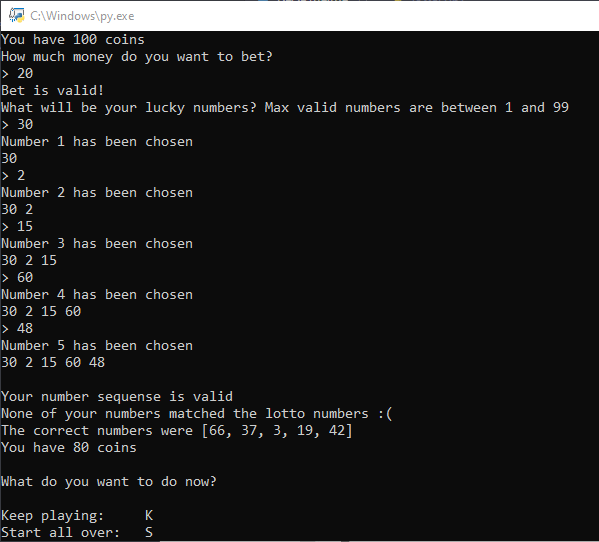 C:\Windows\py.exe
You have 100 coins
How much money do you want to bet?
> 20
Bet is valid!
What will be your lucky numbers? Max valid numbers are between 1 and 99
> 30
Number 1 has been chosen
30
> 2
Number 2 has been chosen
30 2
> 15
Number 3 has been chosen
30 2 15
> 60
Number 4 has been chosen
30 2 15 60
> 48
Number 5 has been chosen
30 2 15 60 48
Your number sequense is valid
None of your numbers matched the lotto numbers :(
The correct numbers were [66, 37, 3, 19, 42]
You have 80 coins
What do you want to do now?
Keep playing:     K
Start all over:   S